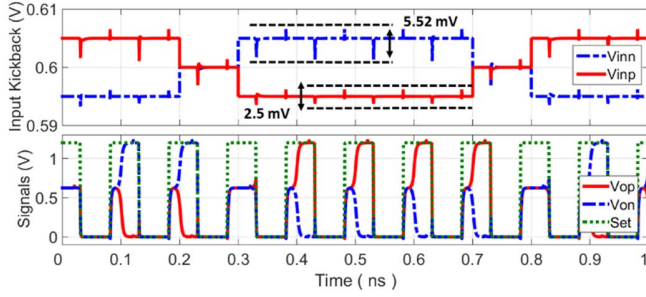 0.61
5.52 mV
Vinn
Vinp
0.6
2.5 mV
0.59
Input Kickback (V)
Signals (V)
1
0.5
0
Vop
Von
Set
0 0.1 0.2 0.3 0.4 0.5 0.6 0.7 0.8 0.9 1
Time ( ns )